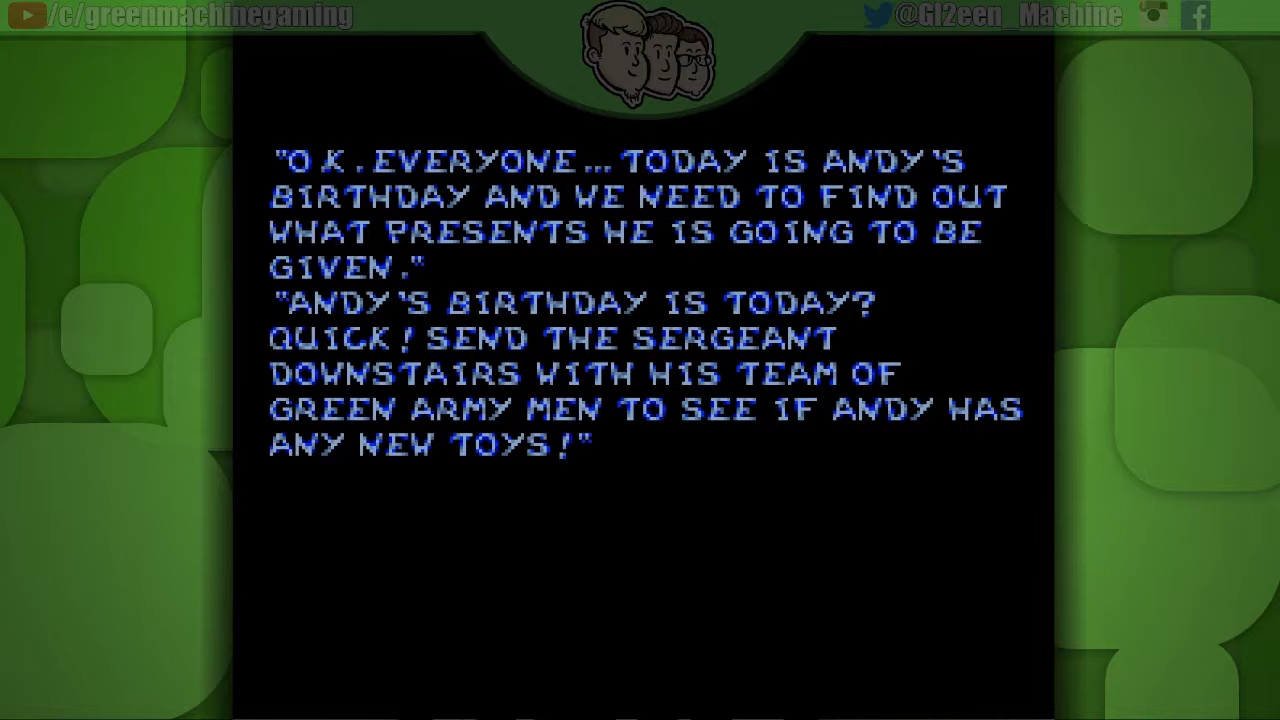 /c/greenmachinegaming
@Gl2een_Machine
"O K.EVERYONE...TODAY IS ANDY'S
BIRTHDAY AND WE NEED TO FIND OUT
WHAT PRESENTS HE IS GOING TO BE
GIVEN."
"ANDY'S BIRTHDAY IS TODAY?
QUICK! SEND THE SERGEANT
DOWNSTAIRS WITH HIS TEAM OF
GREEN ARMY MEN TO SEE IF ANDY HAS
ANY NEW TOYS!"